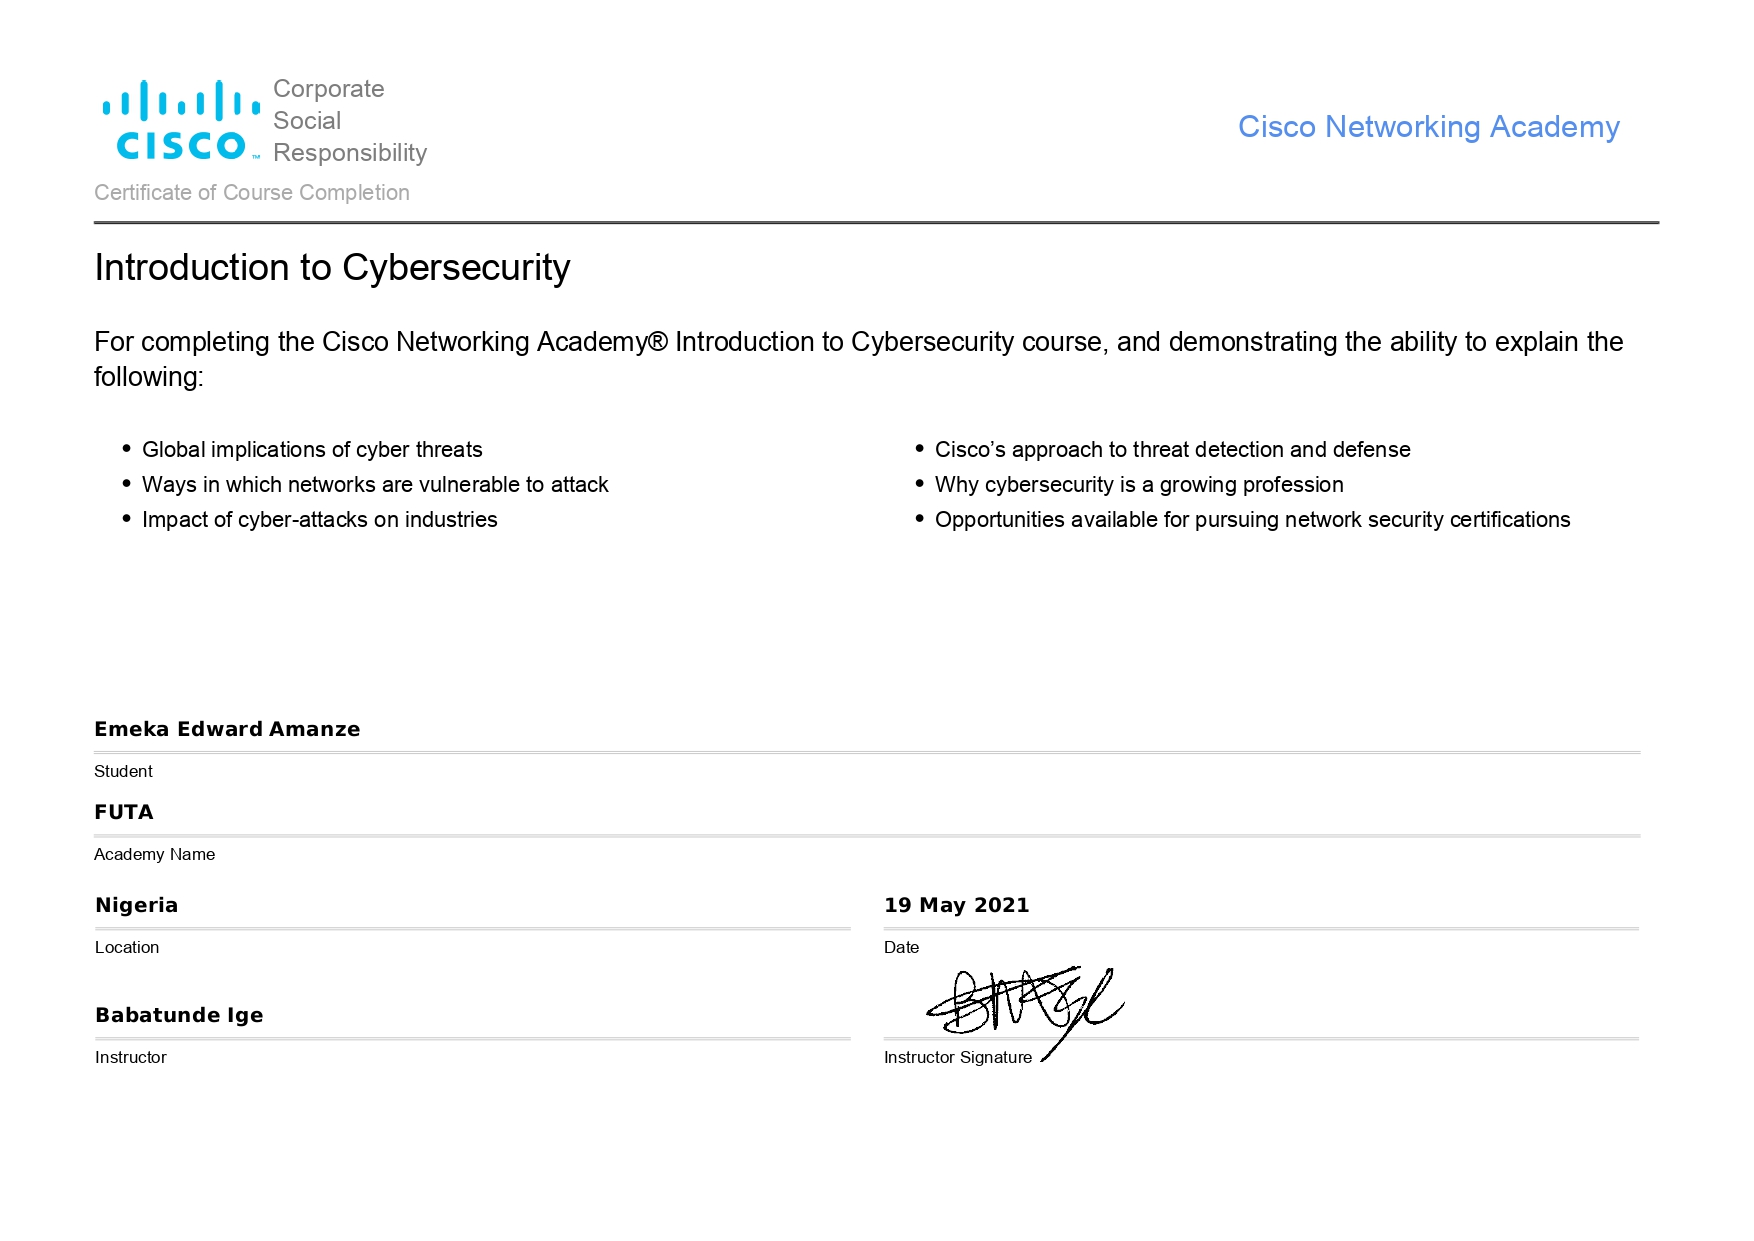 CISCO™
Corporate
Social
Responsibility
Cisco Networking Academy
Certificate of Course Completion
Introduction to Cybersecurity
For completing the Cisco Networking Academy® Introduction to Cybersecurity course, and demonstrating the ability to explain the
following:
• Global implications of cyber threats
• Ways in which networks are vulnerable to attack
• Impact of cyber-attacks on industries
• Cisco’s approach to threat detection and defense
• Why cybersecurity is a growing profession
• Opportunities available for pursuing network security certifications
Emeka Edward Amanze
Student
FUTA
Academy Name
Nigeria
Location
19 May 2021
Date
Babatunde Ige
Instructor
Instructor Signature